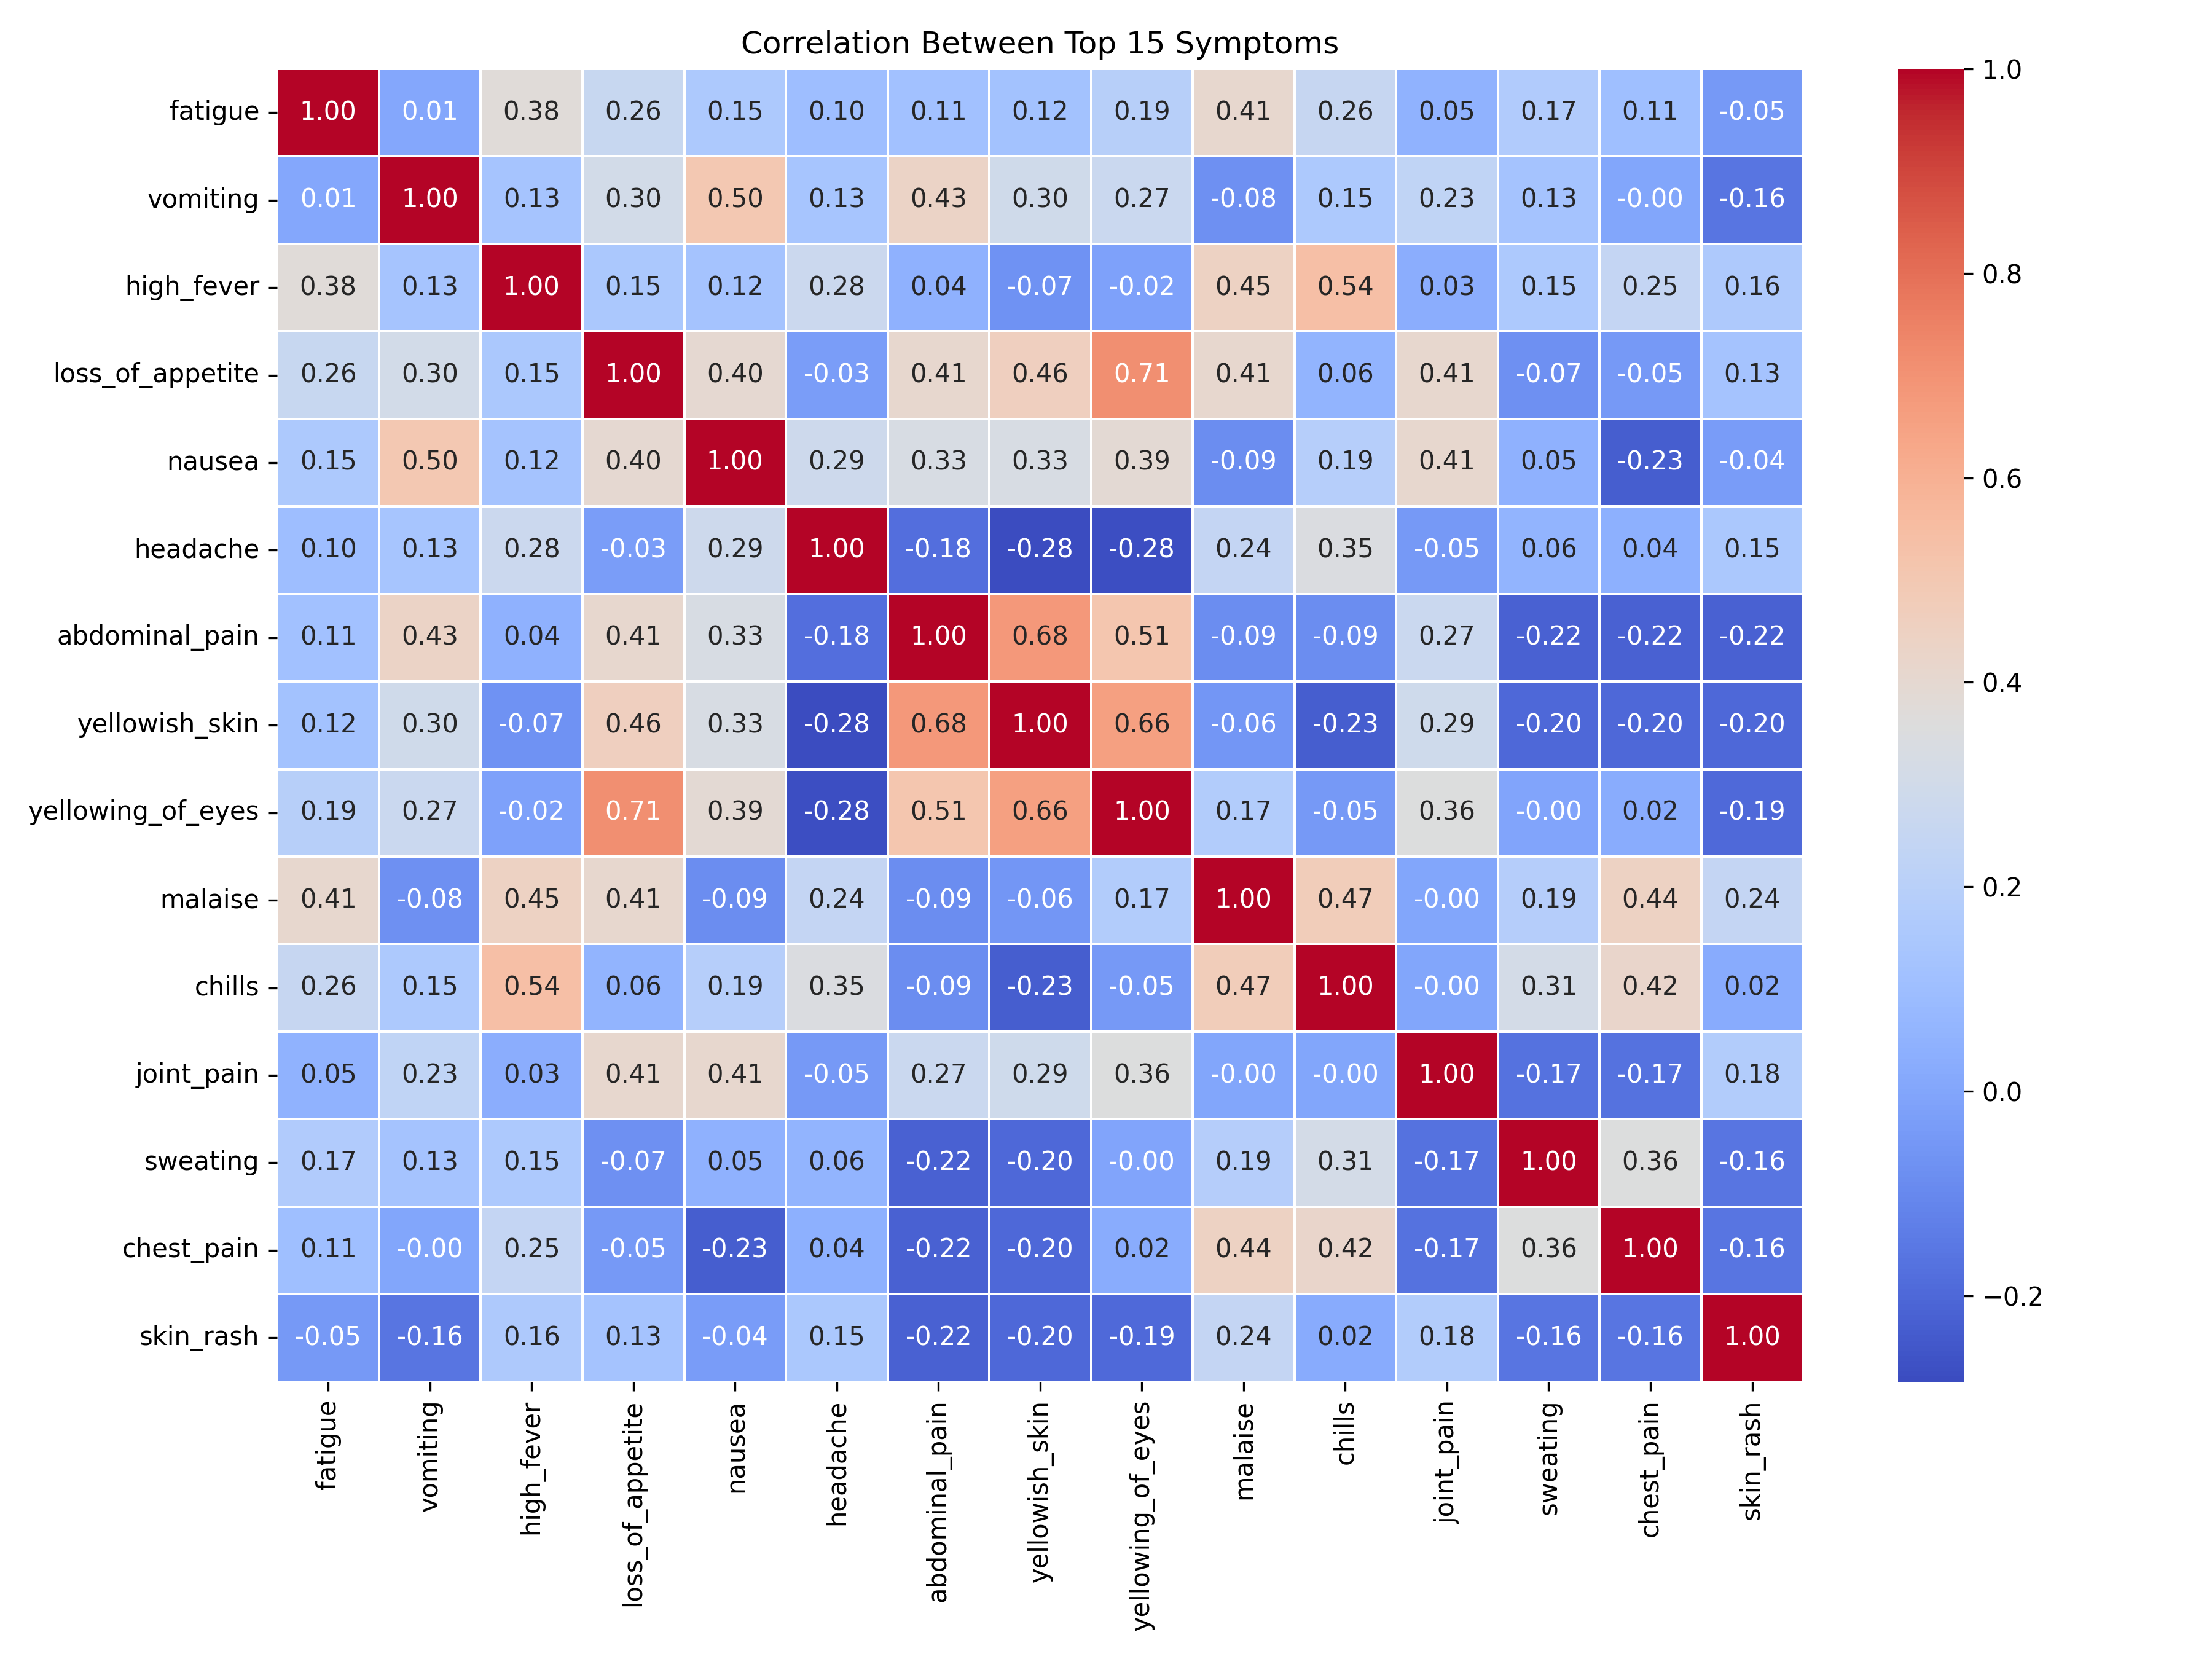 Correlation Between Top 15 Symptoms
fatigue 1.00 0.01 0.38 0.26 0.15 0.10 0.11 0.12 0.19 0.41 0.26 0.05 0.17 0.11 -0.05
vomiting 0.01 1.00 0.13 0.30 0.50 0.13 0.43 0.30 0.27 -0.08 0.15 0.23 0.13 -0.00 -0.16
high_fever 0.38 0.13 1.00 0.15 0.12 0.28 0.04 -0.07 -0.02 0.45 0.54 0.03 0.15 0.25 0.16
loss_of_appetite 0.26 0.30 0.15 1.00 0.40 -0.03 0.41 0.46 0.71 0.41 0.06 0.41 -0.07 -0.05 0.13
nausea 0.15 0.50 0.12 0.40 1.00 0.29 0.33 0.33 0.39 -0.09 0.19 0.41 0.05 -0.23 -0.04
headache 0.10 0.13 0.28 -0.03 0.29 1.00 -0.18 -0.28 -0.28 0.24 0.35 -0.05 0.06 0.04 0.15
abdominal_pain 0.11 0.43 0.04 0.41 0.33 -0.18 1.00 0.68 0.51 -0.09 -0.09 0.27 -0.22 -0.22 -0.22
yellowish_skin 0.12 0.30 -0.07 0.46 0.33 -0.28 0.68 1.00 0.66 -0.06 -0.23 0.29 -0.20 -0.20 -0.20
yellowing_of_eyes 0.19 0.27 -0.02 0.71 0.39 -0.28 0.51 0.66 1.00 0.17 -0.05 0.36 -0.00 0.02 -0.19
malaise 0.41 -0.08 0.45 0.41 -0.09 0.24 -0.09 -0.06 0.17 1.00 0.47 -0.00 0.19 0.44 0.24
chills 0.26 0.15 0.54 0.06 0.19 0.35 -0.09 -0.23 -0.05 0.47 1.00 -0.00 0.31 0.42 0.02
joint_pain 0.05 0.23 0.03 0.41 0.41 -0.05 0.27 0.29 0.36 -0.00 -0.00 1.00 -0.17 -0.17 0.18
sweating 0.17 0.13 0.15 -0.07 0.05 0.06 -0.22 -0.20 -0.00 0.19 0.31 -0.17 1.00 0.36 -0.16
chest_pain 0.11 -0.00 0.25 -0.05 -0.23 0.04 -0.22 -0.20 0.02 0.44 0.42 -0.17 0.36 1.00 -0.16
skin_rash -0.05 -0.16 0.16 0.13 -0.04 0.15 -0.22 -0.20 -0.19 0.24 0.02 0.18 -0.16 -0.16 1.00
fatigue
vomiting
high_fever
loss_of_appetite
nausea
headache
abdominal_pain
yellowish_skin
yellowing_of_eyes
malaise
chills
joint_pain
sweating
chest_pain
skin_rash
1.0
0.8
0.6
0.4
0.2
0.0
−0.2